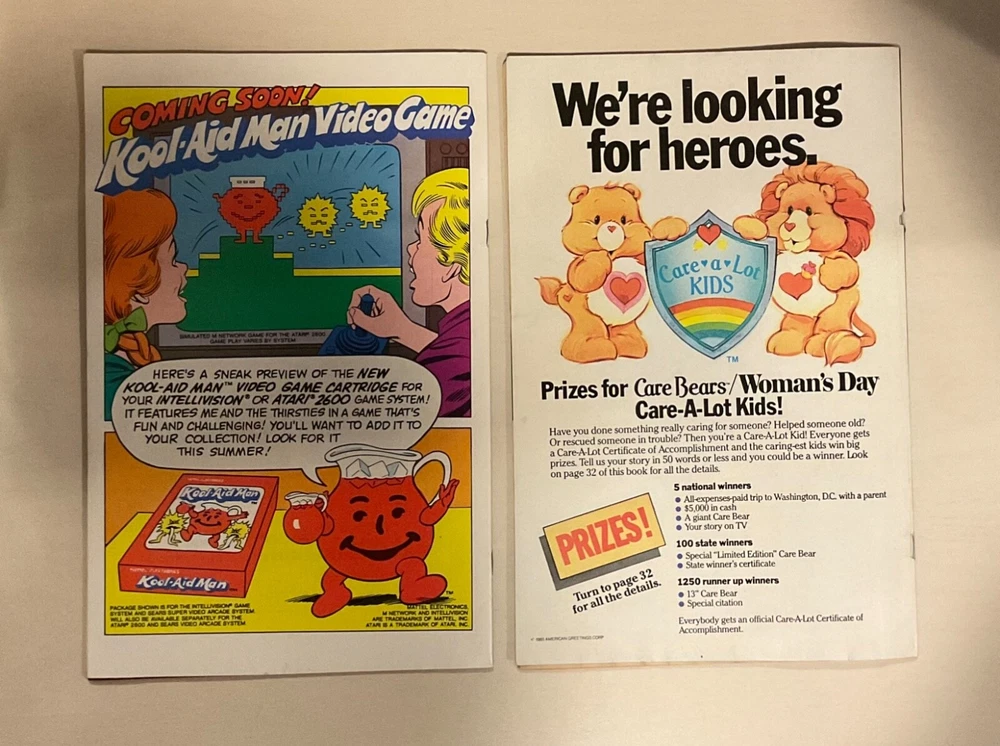 COMING SOON!
Kool-Aid Man Video Game
SIMULATED M NETWORK GAME FOR THE ATARI® 2600
GAME PLAY VARIES BY SYSTEM
HERE'S A SNEAK PREVIEW OF THE NEW
KOOL-AID MAN™ VIDEO GAME CARTRIDGE FOR
YOUR INTELLIVISION® OR ATARI® 2600 GAME SYSTEM!
IT FEATURES ME AND THE THIRSTIES IN A GAME THAT'S
FUN AND CHALLENGING! YOU'LL WANT TO ADD IT TO
YOUR COLLECTION! LOOK FOR IT
THIS SUMMER!
Kool-Aid Man
Kool-Aid Man
TM
PACKAGE SHOWN IS FOR THE INTELLIVISION® GAME
SYSTEM AND SEARS SUPER VIDEO ARCADE SYSTEM.
WILL ALSO BE AVAILABLE SEPARATELY FOR THE
ATARI® 2600 AND SEARS VIDEO ARCADE SYSTEM.
MATTEL ELECTRONICS,
M NETWORK AND INTELLIVISION
ARE TRADEMARKS OF MATTEL, INC.
ATARI IS A TRADEMARK OF ATARI, INC.
We're looking
for heroes.
Care•a•Lot
KIDS
TM
Prizes for Care Bears™/Woman's Day
Care-A-Lot Kids!
Have you done something really caring for someone? Helped someone old?
Or rescued someone in trouble? Then you're a Care-A-Lot Kid! Everyone gets
a Care-A-Lot Certificate of Accomplishment and the caring-est kids win big
prizes. Tell us your story in 50 words or less and you could be a winner. Look
on page 32 of this book for all the details.
PRIZES!
Turn to page 32
for all the details.
5 national winners
• All-expenses-paid trip to Washington, D.C. with a parent
• $5,000 in cash
• A giant Care Bear
• Your story on TV
100 state winners
• Special "Limited Edition" Care Bear
• State winner's certificate
1250 runner up winners
• 13" Care Bear
• Special citation
Everybody gets an official Care-A-Lot Certificate of
Accomplishment.
AMERICAN GREETINGS CORP